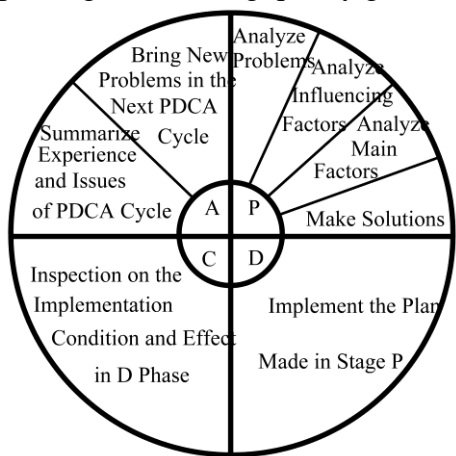 Analyze
Problems
Analyze
Influencing
Factors
Analyze
Main
Factors
Make Solutions
Bring New
Problems in the
Next PDCA
Cycle
Summarize
Experience
and Issues
of PDCA Cycle
A
P
C
D
Inspection on the
Implementation
Condition and Effect
in D Phase
Implement the Plan
Made in Stage P